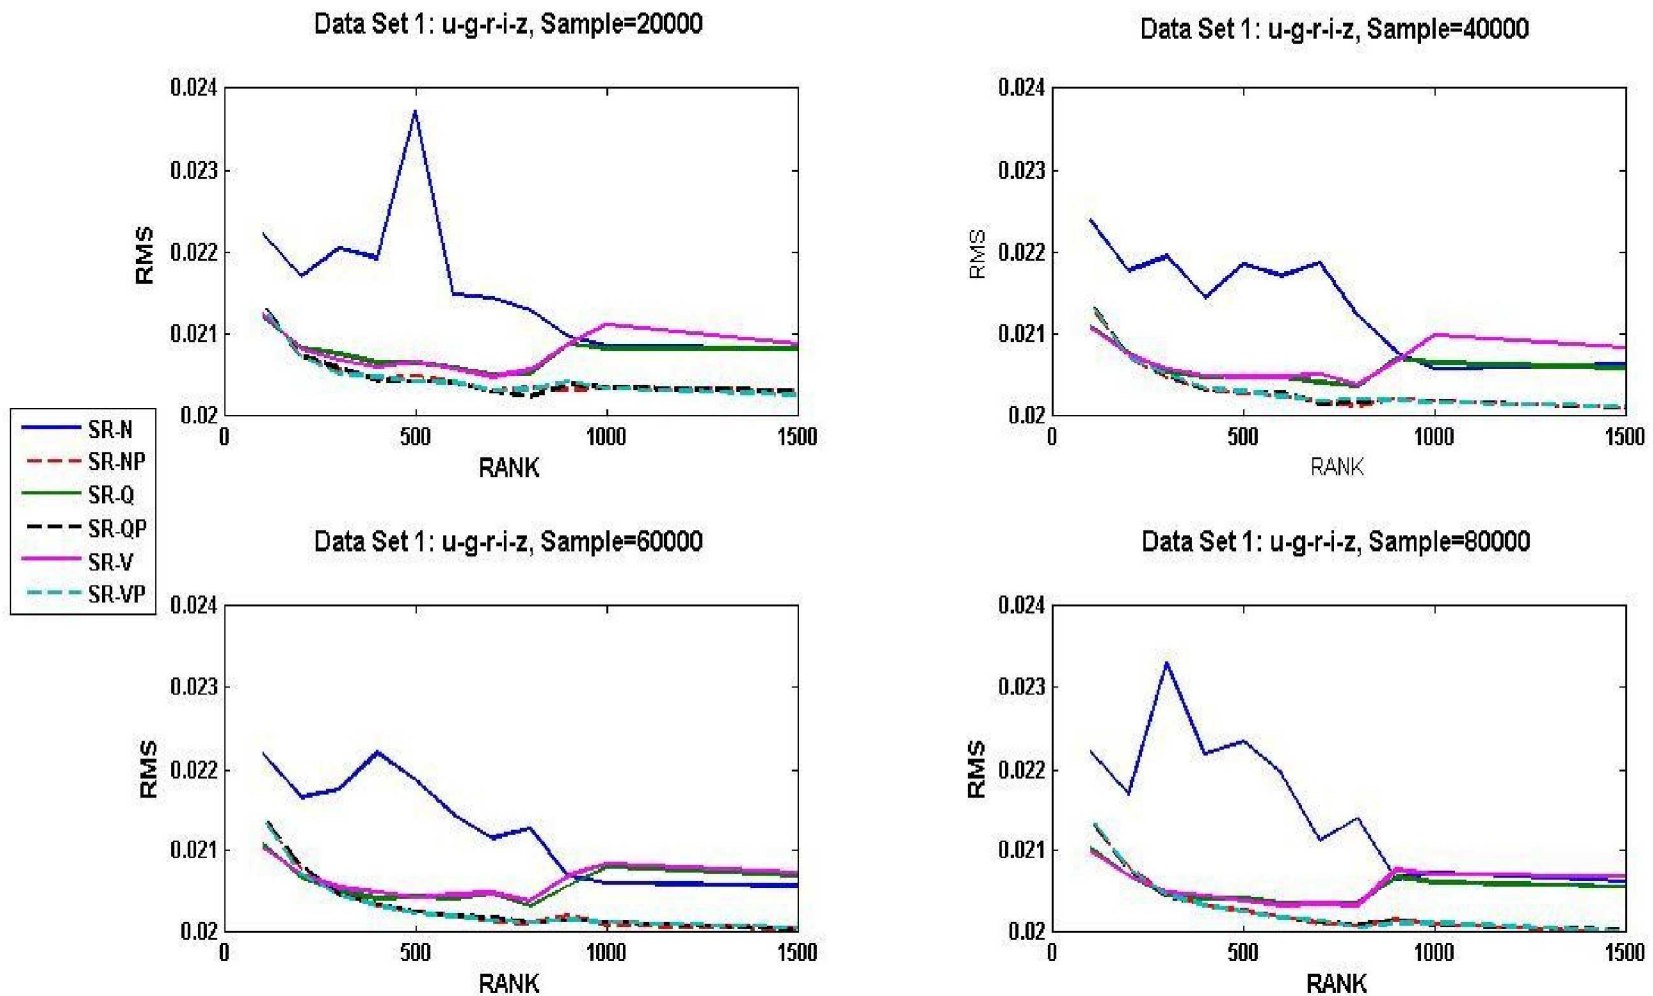 Data Set 1: u-g-r-i-z, Sample=20000
0.024
0.023
0.022
0.021
0.02
RMS
0 500 1000 1500
RANK
Data Set 1: u-g-r-i-z, Sample=40000
0.024
0.023
0.022
0.021
0.02
RMS
0 500 1000 1500
RANK
SR-N
SR-NP
SR-Q
SR-QP
SR-V
SR-VP
Data Set 1: u-g-r-i-z, Sample=60000
0.024
0.023
0.022
0.021
0.02
RMS
0 500 1000 1500
RANK
Data Set 1: u-g-r-i-z, Sample=80000
0.024
0.023
0.022
0.021
0.02
RMS
0 500 1000 1500
RANK